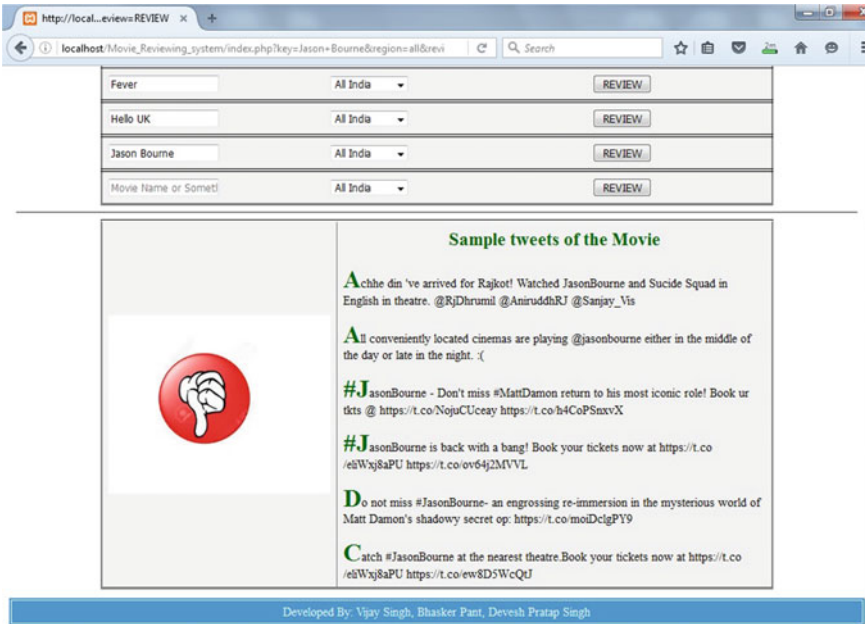 http://local...eview=REVIEW × +
localhost/Movie_Reviewing_system/index.php?key=Jason+Bourne&region=all&revi Search
Fever All India REVIEW
Hello UK All India REVIEW
Jason Bourne All India REVIEW
Movie Name or Someth All India REVIEW
Sample tweets of the Movie
Achhe din 've arrived for Rajkot! Watched JasonBourne and Sucide Squad in
English in theatre. @RjDhrumil @AniruddhRJ @Sanjay_Vis
All conveniently located cinemas are playing @jasonbourne either in the middle of
the day or late in the night. :(
#JasonBourne - Don't miss #MattDamon return to his most iconic role! Book ur
tkts @ https://t.co/NojuCUceay https://t.co/h4CoPSnxvX
#JasonBourne is back with a bang! Book your tickets now at https://t.co
/eliWxj8aPU https://t.co/ov64j2MVVL
Do not miss #JasonBourne- an engrossing re-immersion in the mysterious world of
Matt Damon's shadowy secret op: https://t.co/moiDclgPY9
Catch #JasonBourne at the nearest theatre.Book your tickets now at https://t.co
/eliWxj8aPU https://t.co/ew8D5WcQtJ
Developed By: Vijay Singh, Bhasker Pant, Devesh Pratap Singh